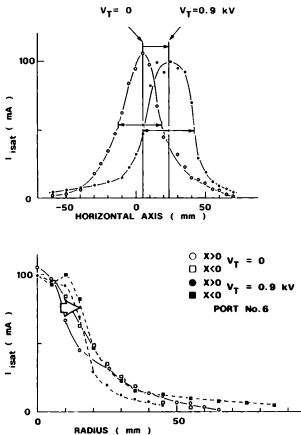 V_T = 0
V_T=0.9 kV
100
50
0
I_isat ( mA )
-50
0
50
HORIZONTAL AXIS ( mm )
○ X>0
□ X<0
V_T = 0
● X>0
■ X<0
V_T = 0.9 kV
PORT No.6
100
0
I_isat ( mA )
0
50
RADIUS ( mm )